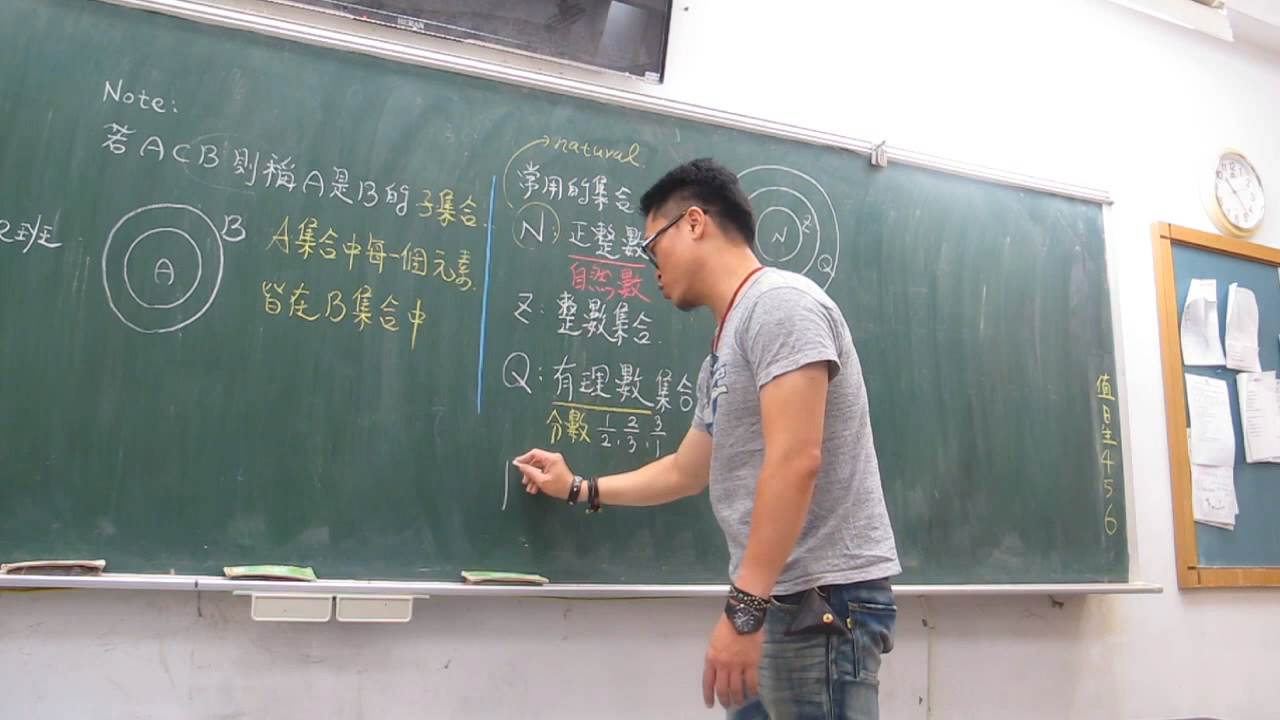 Note:
若A⊂B則稱A是B的子集合.
2班
A B
A集合中每一個元素
皆在B集合中
natural.
常用的集合
N: 正整數
自然數
Z: 整數集合.
Q: 有理數集合
分數 1/2, 2/3, 3/1
N Z Q
值日生456